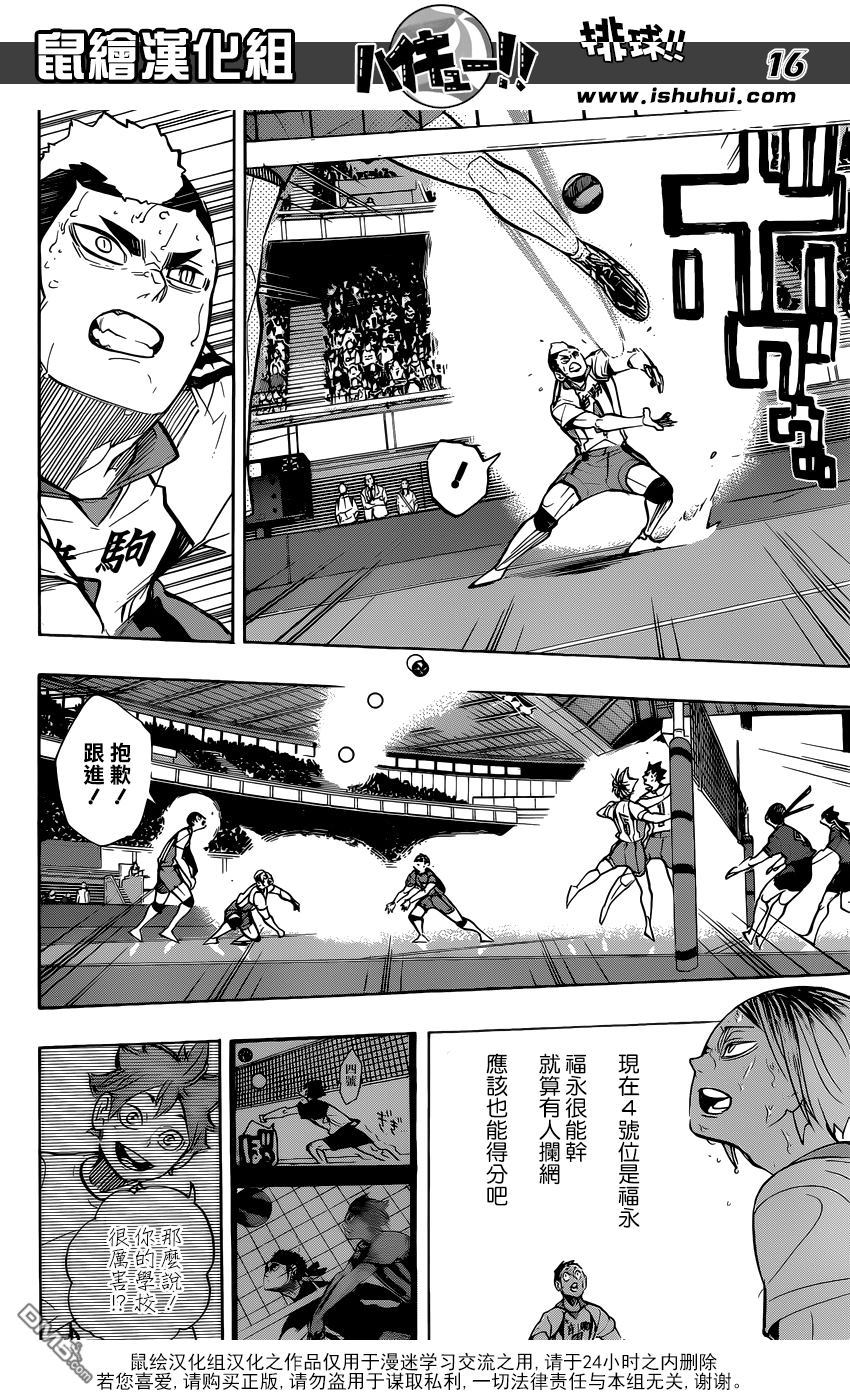 鼠繪漢化組
ハイキュー!!
排球!!
16
www.ishuhui.com
!
駒
抱歉!
跟進!
現在4號位是福永
福永很能幹
就算有人攔網
應該也能得分吧
四號
那麼說!
你的學校
很厲害!?
鼠绘汉化组汉化之作品仅用于漫迷学习交流之用, 请于24小时之内删除
若您喜爱, 请购买正版, 请勿盗用于谋取私利, 一切法律责任与本组无关, 谢谢。